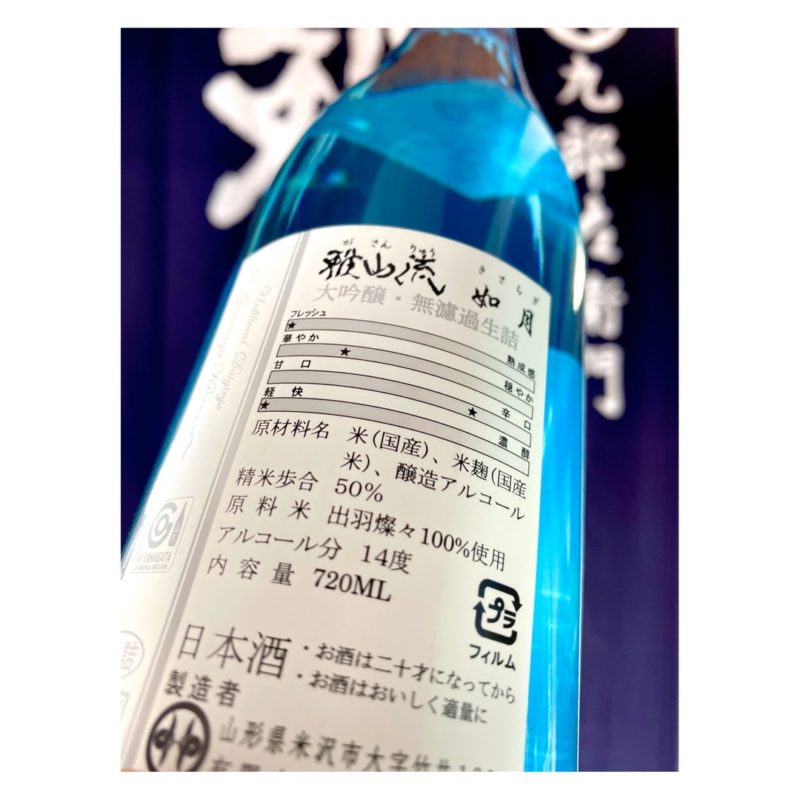 九郎左衛門
がさんりゅう きさらぎ
雅山流 如月
大吟醸・無濾過生詰
フレッシュ 熟成感
華やか 穏やか
甘口 辛口
軽快 濃醇
原材料名 米(国産)、米麹(国産
米)、醸造アルコール
精米歩合 50%
原料米 出羽燦々100%使用
アルコール分 14度
内容量 720ML
プラ
フィルム
日本酒
・お酒は二十才になってから
・お酒はおいしく適量に
製造者
山形県米沢市大字竹井
YAMAGATA
詰